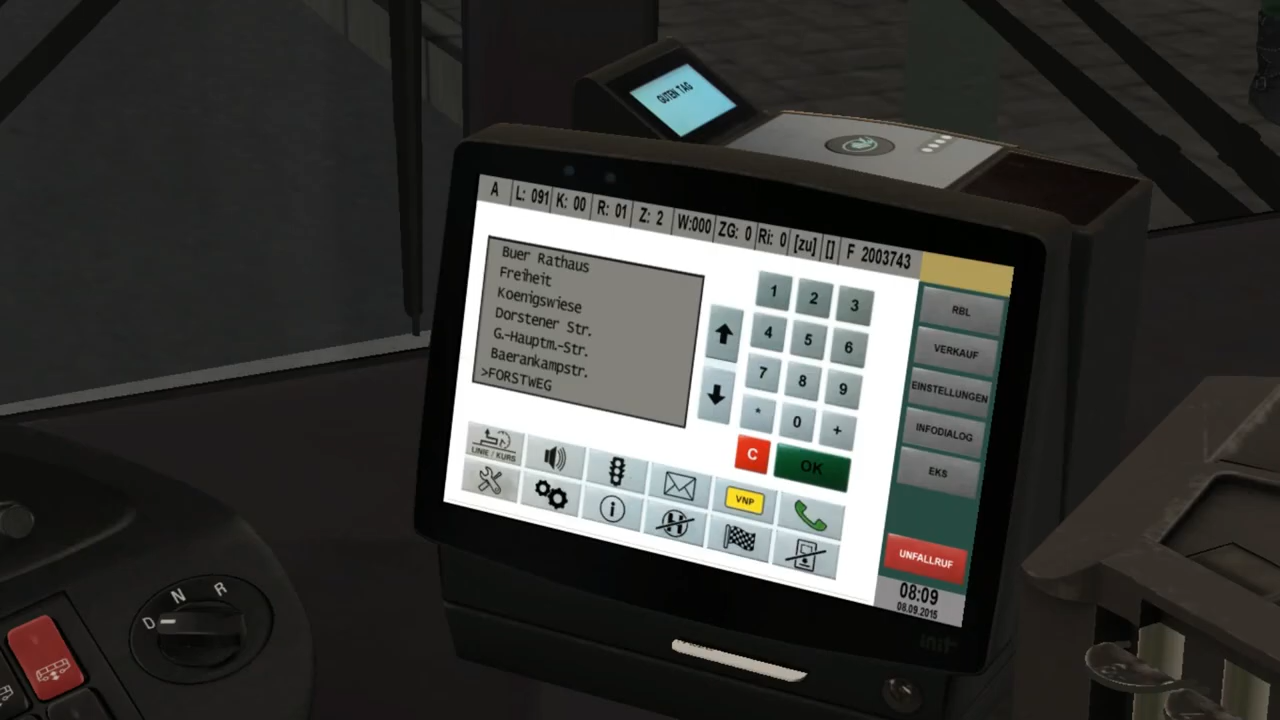 GUTEN TAG
A L: 091 K: 00 R: 01 Z: 2 W:000 ZG: 0 Ri: 0 [zu] [] F 2003743
Buer Rathaus
Freiheit
Koenigswiese
Dorstener Str.
G.-Hauptm.-Str.
Baerankampstr.
>FORSTWEG
1 2 3
4 5 6
7 8 9
* 0 +
C OK
LINIE / KURS
VNP
RBL
VERKAUF
EINSTELLUNGEN
INFODIALOG
EKS
UNFALLRUF
08:09
08.09.2015
init
D N R